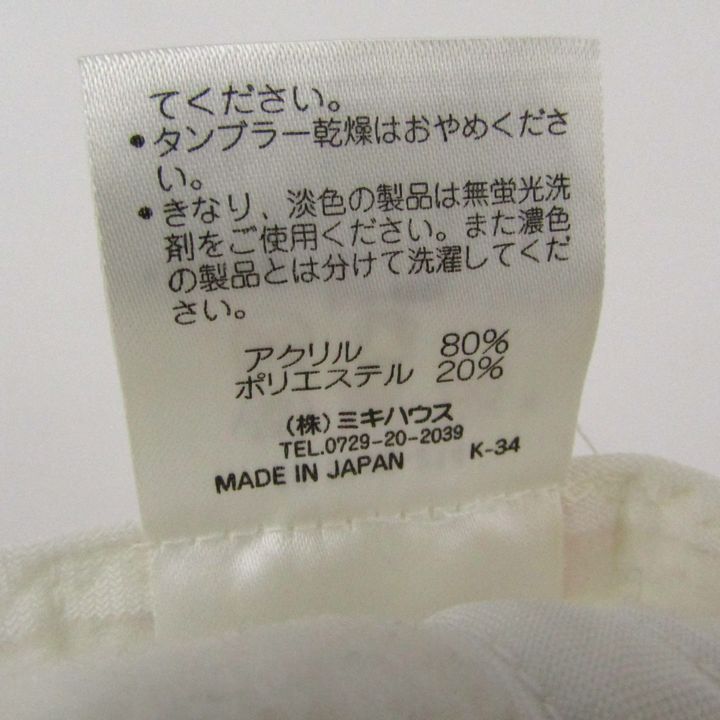 てください。
•タンブラー乾燥はおやめくださ
い。
•きなり、淡色の製品は無蛍光洗
剤をご使用ください。また濃色
の製品とは分けて洗濯してくだ
さい。
アクリル 80%
ポリエステル 20%
(株)ミキハウス
TEL.0729-20-2039
MADE IN JAPAN K-34